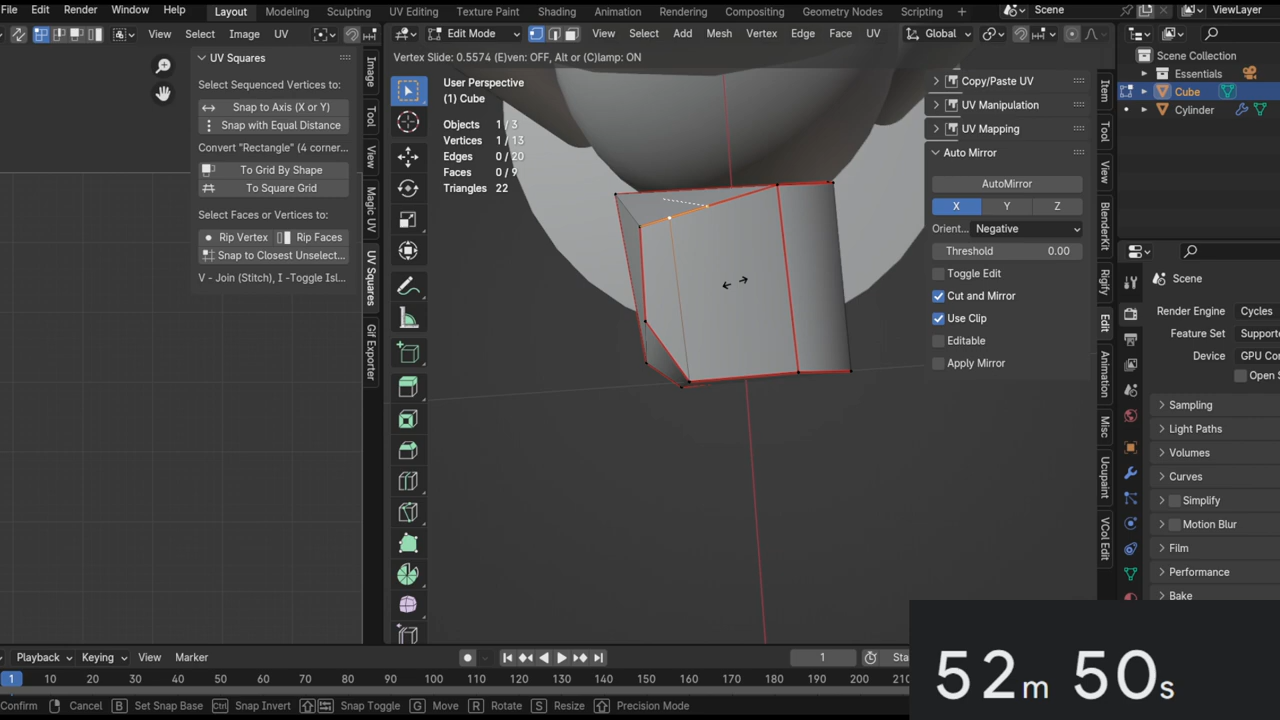 File Edit Render Window Help Layout Modeling Sculpting UV Editing Texture Paint Shading Animation Rendering Compositing Geometry Nodes Scripting + Scene ViewLayer
View Select Image UV
Edit Mode View Select Add Mesh Vertex Edge Face UV Global
Vertex Slide: 0.5574 (E)ven: OFF, Alt or (C)lamp: ON
UV Squares
Select Sequenced Vertices to:
Snap to Axis (X or Y)
Snap with Equal Distance
Convert "Rectangle" (4 corner...
To Grid By Shape
To Square Grid
Select Faces or Vertices to:
Rip Vertex Rip Faces
Snap to Closest Unselect...
V - Join (Stitch), I -Toggle Isl...
Image
Tool
View
Magic UV
UV Squares
Gif Exporter
User Perspective
(1) Cube
Objects 1/3
Vertices 1/13
Edges 0/20
Faces 0/9
Triangles 22
Copy/Paste UV
UV Manipulation
UV Mapping
Auto Mirror
AutoMirror
X Y Z
Orient... Negative
Threshold 0.00
Toggle Edit
Cut and Mirror
Use Clip
Editable
Apply Mirror
Item
Tool
View
BlenderKit
Rigify
Edit
Animation
Misc
Ucupaint
VCol Edit
Scene Collection
Essentials
Cube
Cylinder
Scene
Render Engine Cycles
Feature Set Supporte
Device GPU Cor
Open S
Sampling
Light Paths
Volumes
Curves
Simplify
Motion Blur
Film
Performance
Bake
Playback Keying View Marker 1 Sta
1 10 20 30 40 50 60 70 80 90 100 110 120 130 140 150 160 170 180 190 200 210
Confirm Cancel B Set Snap Base Ctrl Snap Invert Snap Toggle G Move R Rotate S Resize Precision Mode
52m 50s